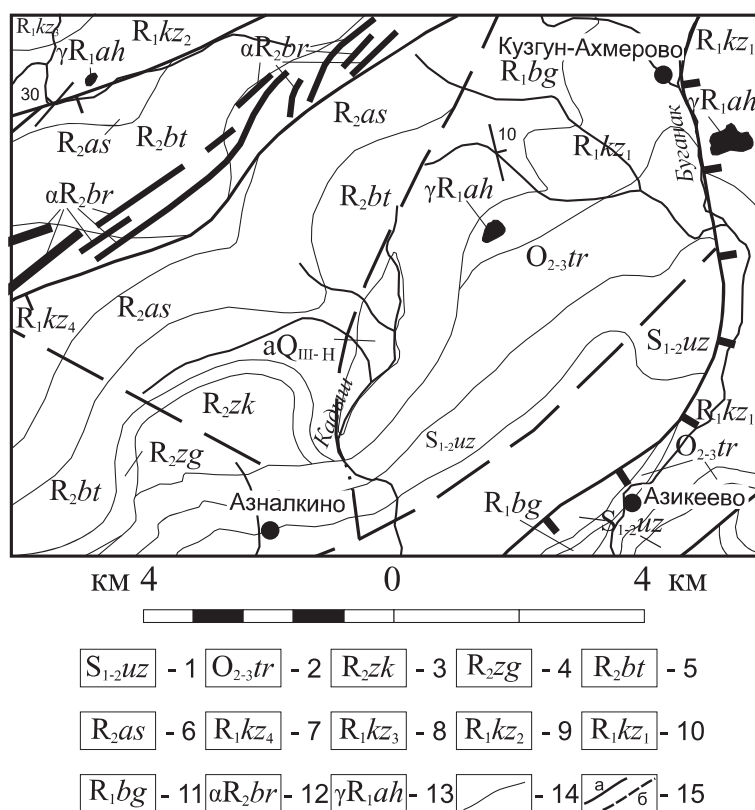 R₁kz₃
R₁kz₂
αR₂br
γR₁ah
Кузгун-Ахмерово
R₁kz₁
R₁bg
γR₁ah
30
R₂as
R₂bt
R₂as
10
Буганак
R₁kz₁
αR₂br
R₂bt
γR₁ah
O₂₋₃tr
R₂as
R₁kz₄
aQIII-H
S₁₋₂uz
R₂zk
Кадыш
R₁kz₁
R₂zg
S₁₋₂uz
O₂₋₃tr
R₂bt
R₁bg
Азналкино
Азикеево
S₁₋₂uz
км 4 0 4 км
S₁₋₂uz - 1 O₂₋₃tr - 2 R₂zk - 3 R₂zg - 4 R₂bt - 5
R₂as - 6 R₁kz₄ - 7 R₁kz₃ - 8 R₁kz₂ - 9 R₁kz₁ - 10
R₁bg - 11 αR₂br - 12 γR₁ah - 13 - 14 а б - 15